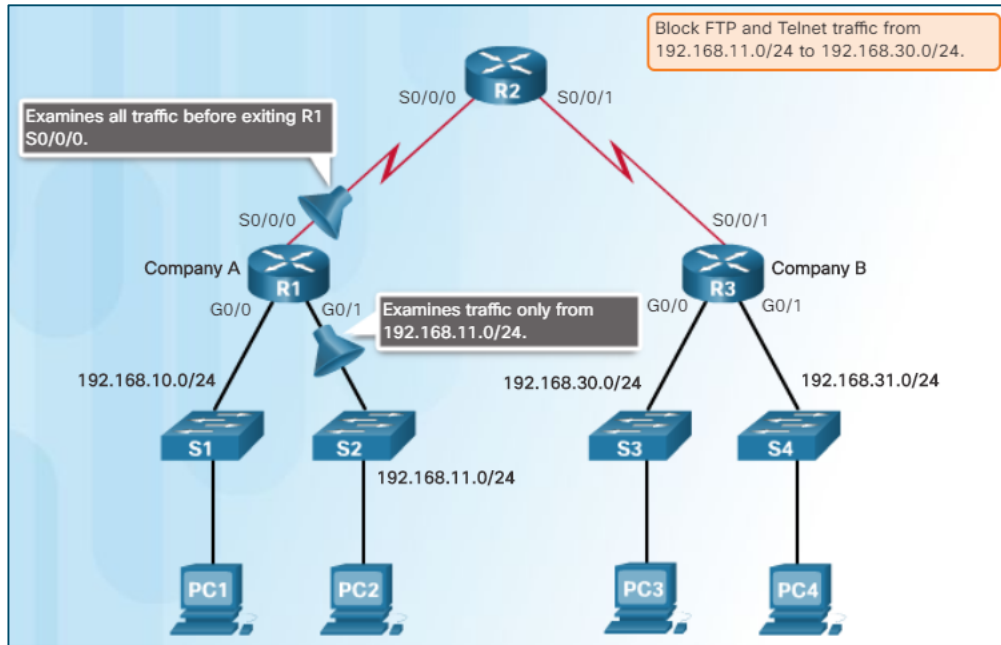 Block FTP and Telnet traffic from
192.168.11.0/24 to 192.168.30.0/24.
R2
S0/0/0
S0/0/1
Examines all traffic before exiting R1
S0/0/0.
S0/0/0
S0/0/1
Company A
R1
R3
Company B
G0/0
G0/1
G0/0
G0/1
Examines traffic only from
192.168.11.0/24.
192.168.10.0/24
192.168.30.0/24
192.168.31.0/24
S1
S2
S3
S4
192.168.11.0/24
PC1
PC2
PC3
PC4